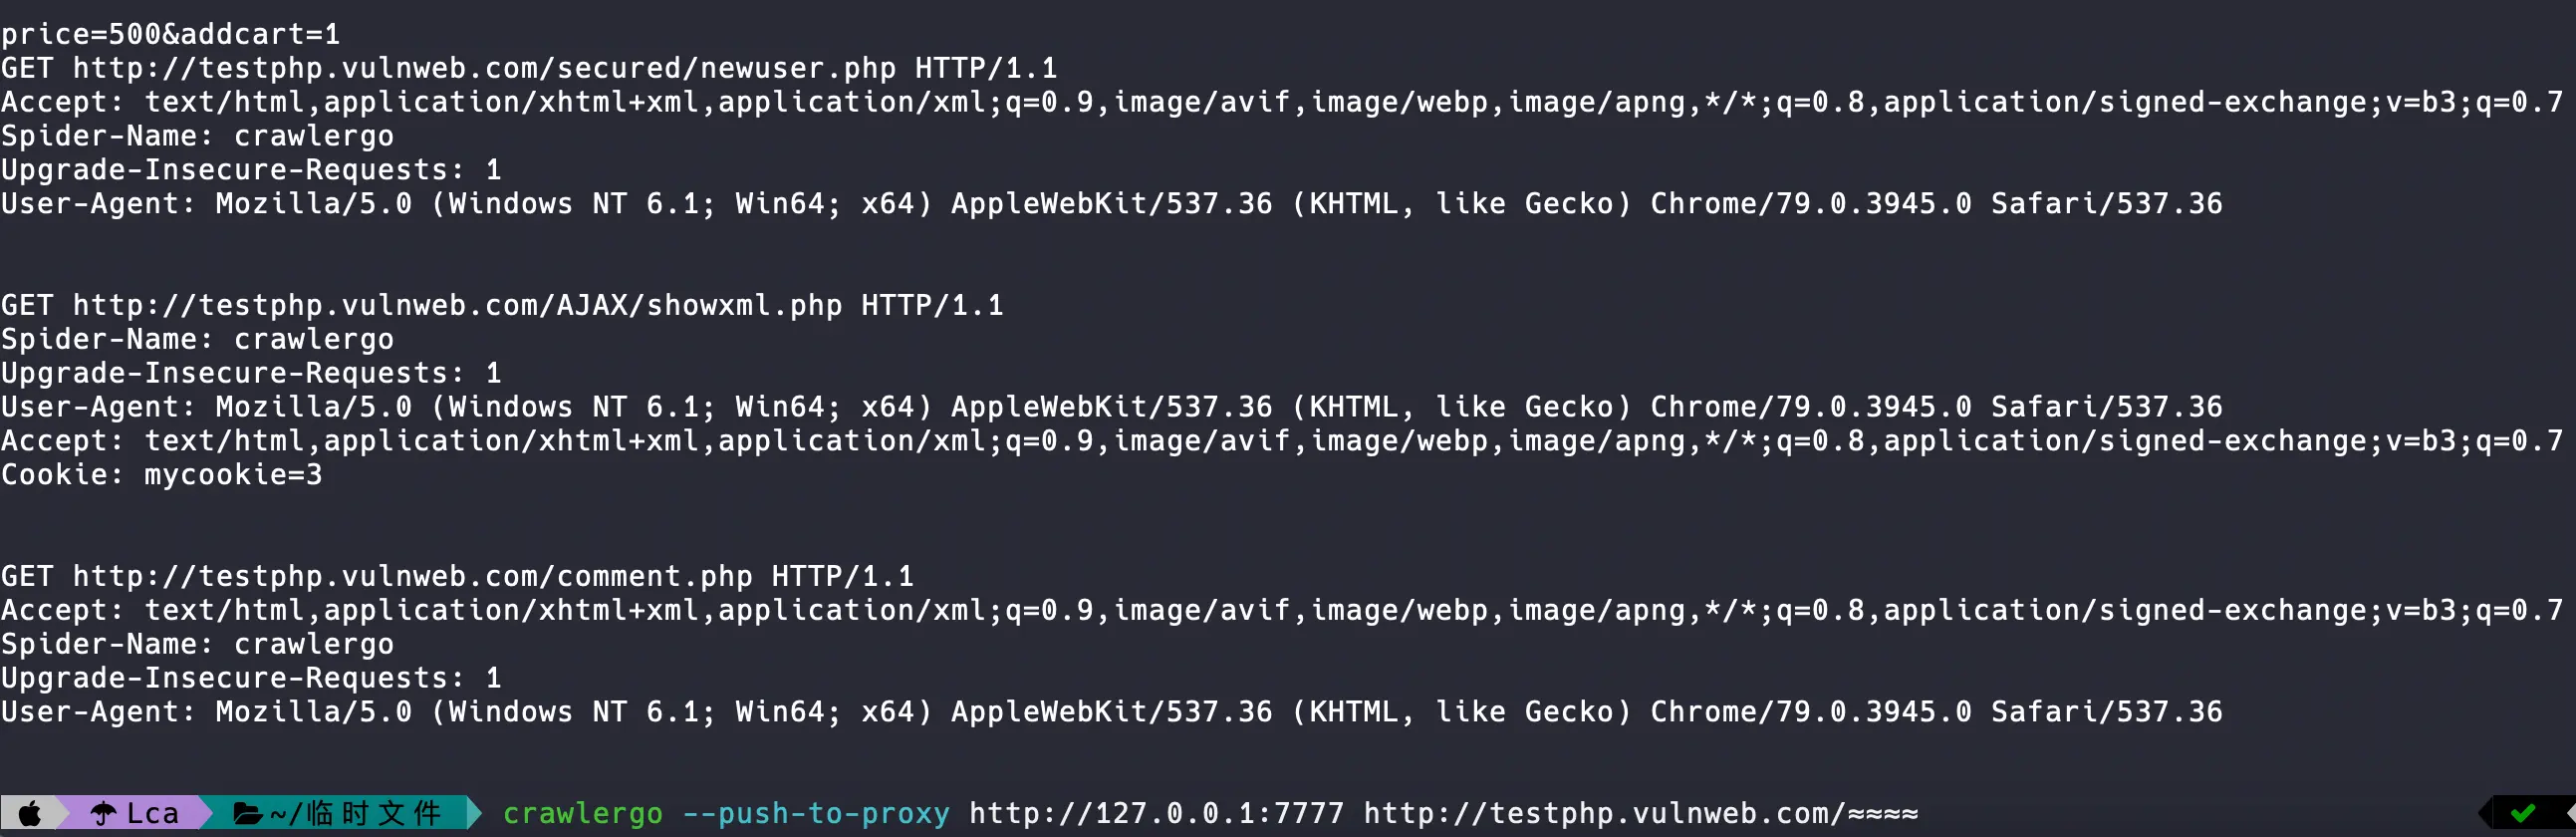 price=500&addcart=1
GET http://testphp.vulnweb.com/secured/newuser.php HTTP/1.1
Accept: text/html,application/xhtml+xml,application/xml;q=0.9,image/avif,image/webp,image/apng,*/*;q=0.8,application/signed-exchange;v=b3;q=0.7
Spider-Name: crawlergo
Upgrade-Insecure-Requests: 1
User-Agent: Mozilla/5.0 (Windows NT 6.1; Win64; x64) AppleWebKit/537.36 (KHTML, like Gecko) Chrome/79.0.3945.0 Safari/537.36
GET http://testphp.vulnweb.com/AJAX/showxml.php HTTP/1.1
Spider-Name: crawlergo
Upgrade-Insecure-Requests: 1
User-Agent: Mozilla/5.0 (Windows NT 6.1; Win64; x64) AppleWebKit/537.36 (KHTML, like Gecko) Chrome/79.0.3945.0 Safari/537.36
Accept: text/html,application/xhtml+xml,application/xml;q=0.9,image/avif,image/webp,image/apng,*/*;q=0.8,application/signed-exchange;v=b3;q=0.7
Cookie: mycookie=3
GET http://testphp.vulnweb.com/comment.php HTTP/1.1
Accept: text/html,application/xhtml+xml,application/xml;q=0.9,image/avif,image/webp,image/apng,*/*;q=0.8,application/signed-exchange;v=b3;q=0.7
Spider-Name: crawlergo
Upgrade-Insecure-Requests: 1
User-Agent: Mozilla/5.0 (Windows NT 6.1; Win64; x64) AppleWebKit/537.36 (KHTML, like Gecko) Chrome/79.0.3945.0 Safari/537.36
Lca ~/临时文件 crawlergo --push-to-proxy http://127.0.0.1:7777 http://testphp.vulnweb.com/≈≈≈≈